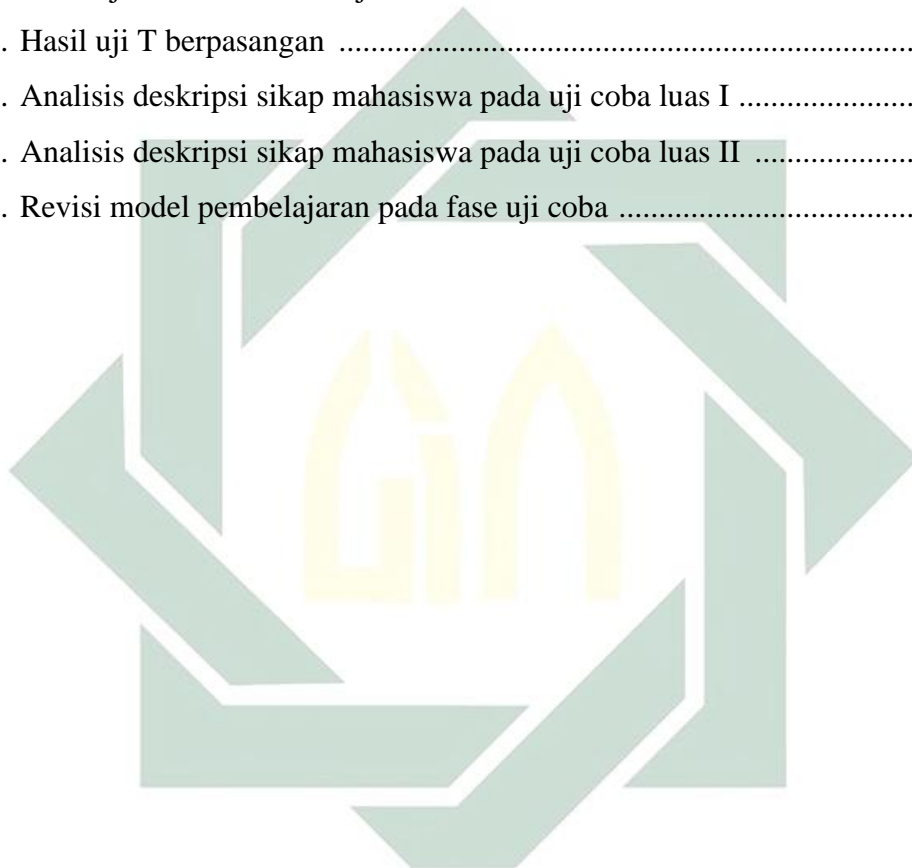 . Hasil uji T berpasangan ................................................................
. Analisis deskripsi sikap mahasiswa pada uji coba luas I ......................
. Analisis deskripsi sikap mahasiswa pada uji coba luas II ....................
. Revisi model pembelajaran pada fase uji coba ........................................